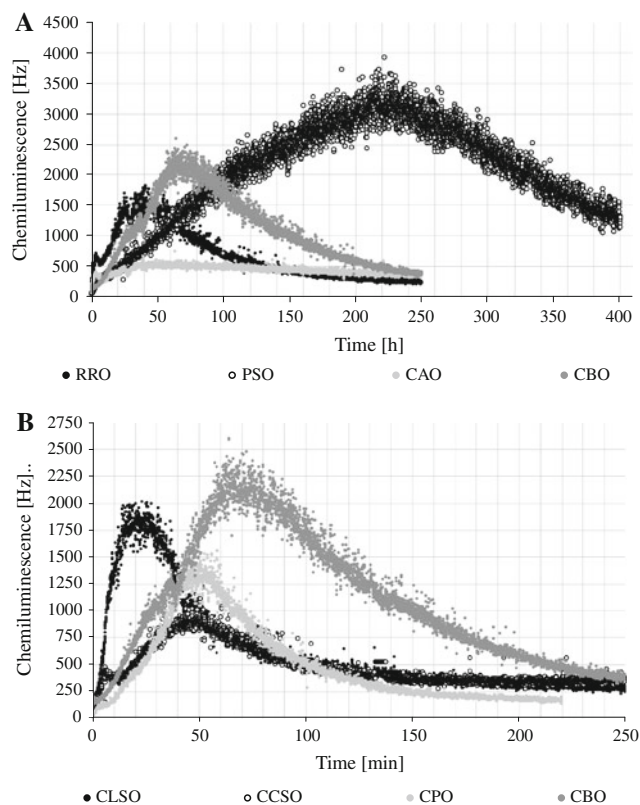 A
4500
4000
3500
3000
2500
2000
1500
1000
500
0
Chemiluminescence [Hz]
0 50 100 150 200 250 300 350 400
Time [h]
RRO PSO CAO CBO
B
2750
2500
2250
2000
1750
1500
1250
1000
750
500
250
0
Chemiluminescence [Hz]..
0 50 100 150 200 250
Time [min]
CLSO CCSO CPO CBO